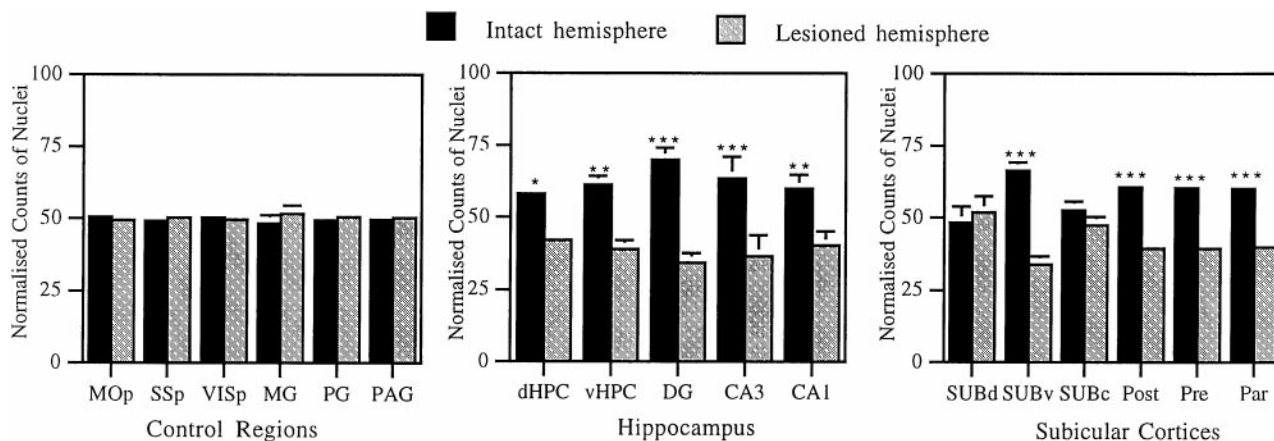 Intact hemisphere Lesioned hemisphere
Normalised Counts of Nuclei
100
75
50
25
0
MOp SSp VISp MG PG PAG
Control Regions
Normalised Counts of Nuclei
100
75
50
25
0
* ** *** *** **
dHPC vHPC DG CA3 CA1
Hippocampus
Normalised Counts of Nuclei
100
75
50
25
0
*** *** *** ***
SUBd SUBv SUBc Post Pre Par
Subicular Cortices